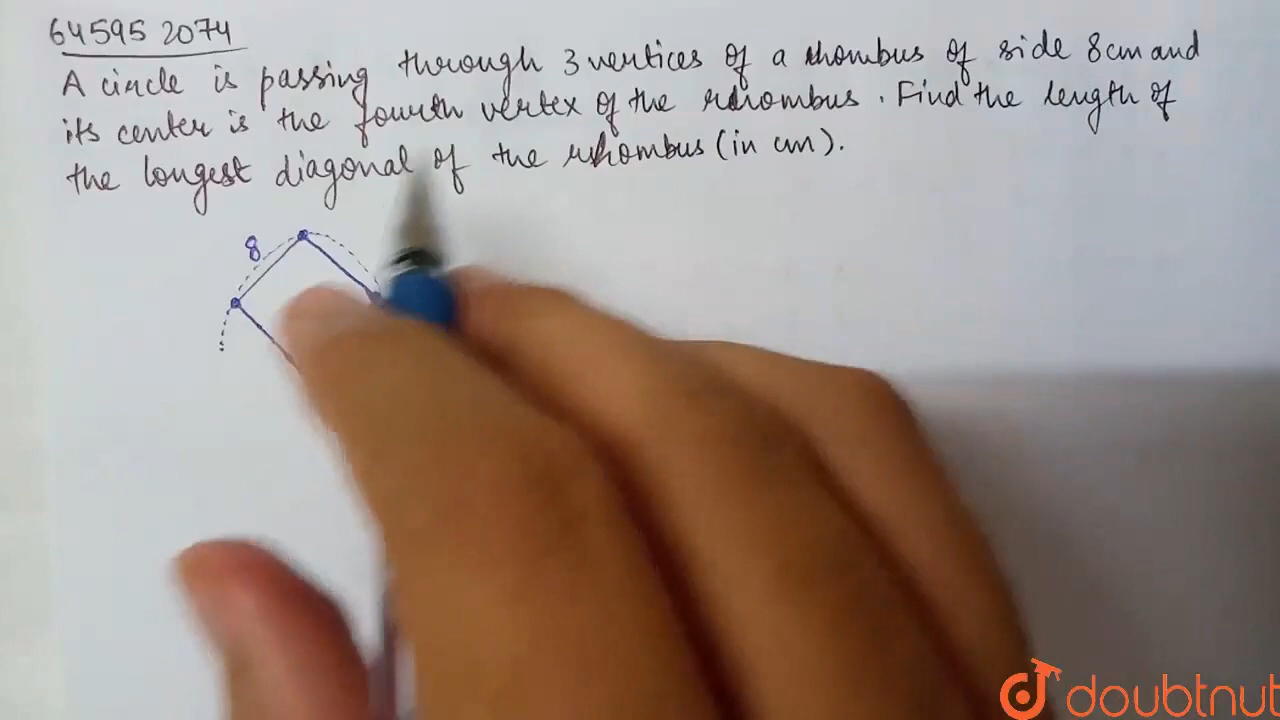 64595 2074
A circle is passing through 3 vertices of a rhombus of side 8cm and
its center is the fourth vertex of the rhombus. Find the length of
the longest diagonal of the rhombus (in cm).
8
doubtnut